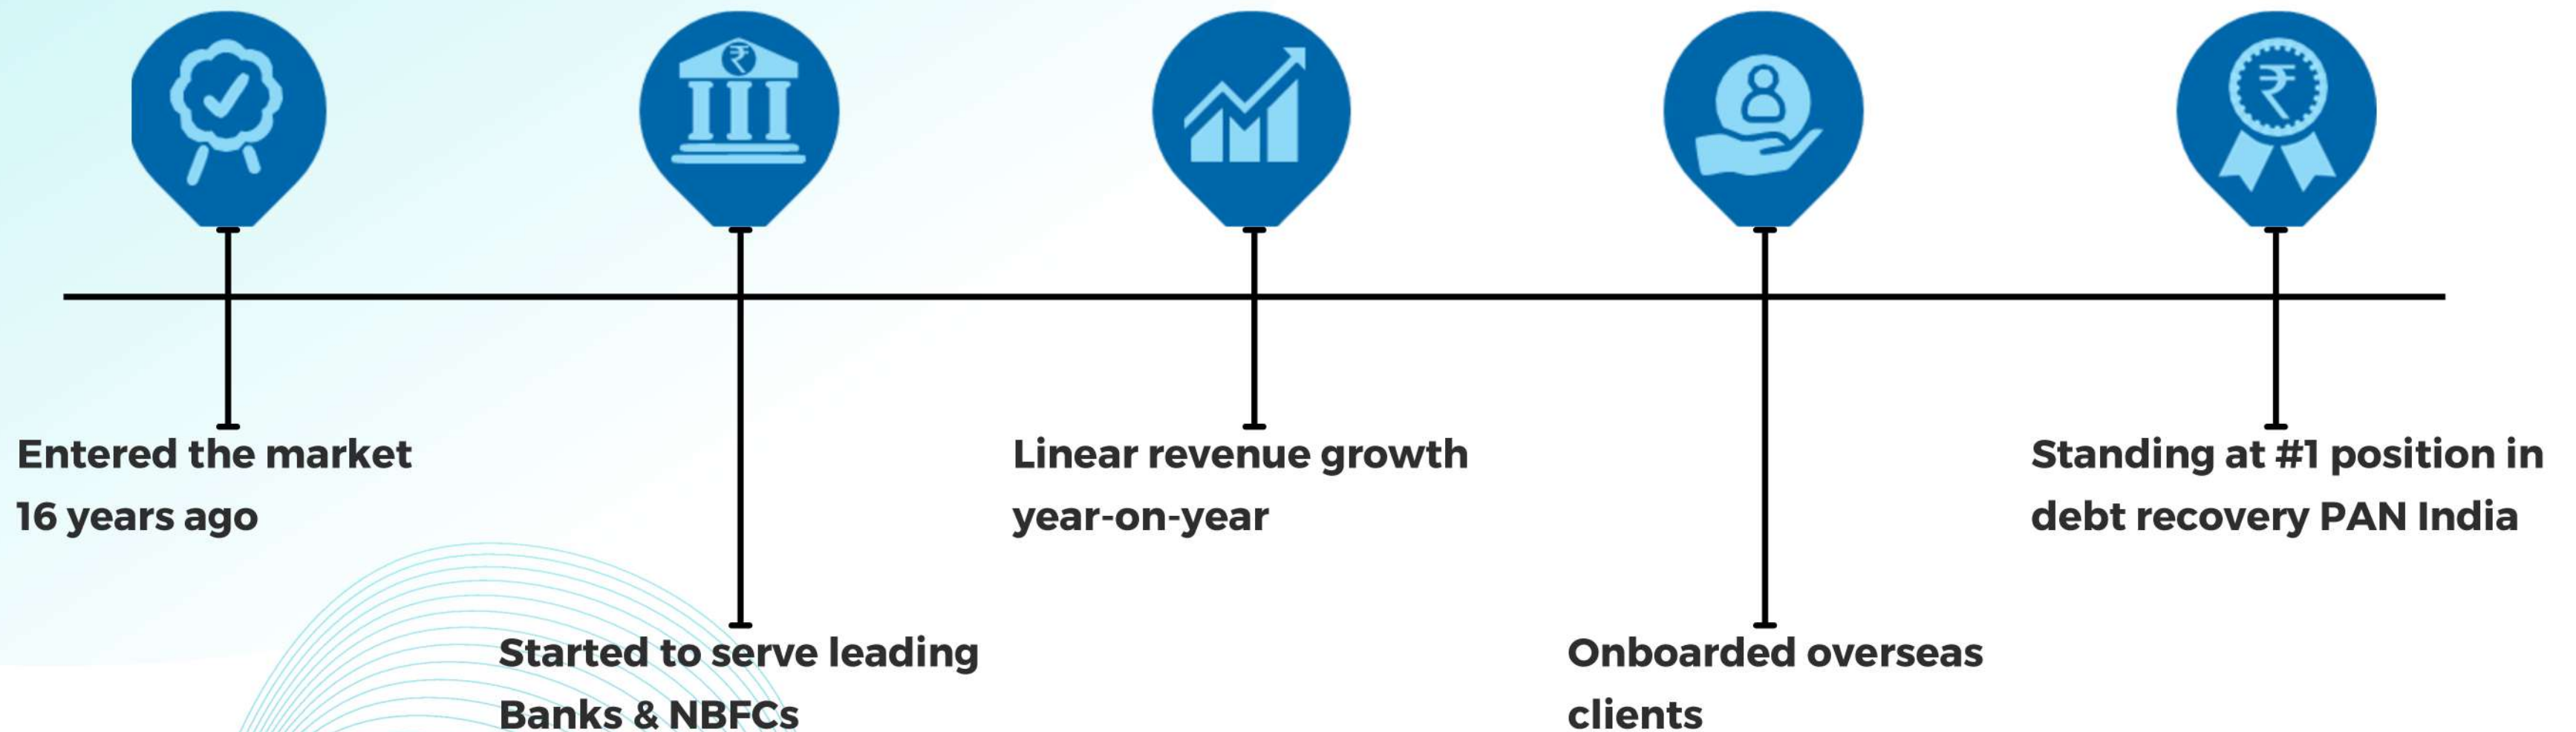 Entered the market
16 years ago
Started to serve leading
Banks & NBFCs
Linear revenue growth
year-on-year
Onboarded overseas
clients
Standing at #1 position in
debt recovery PAN India